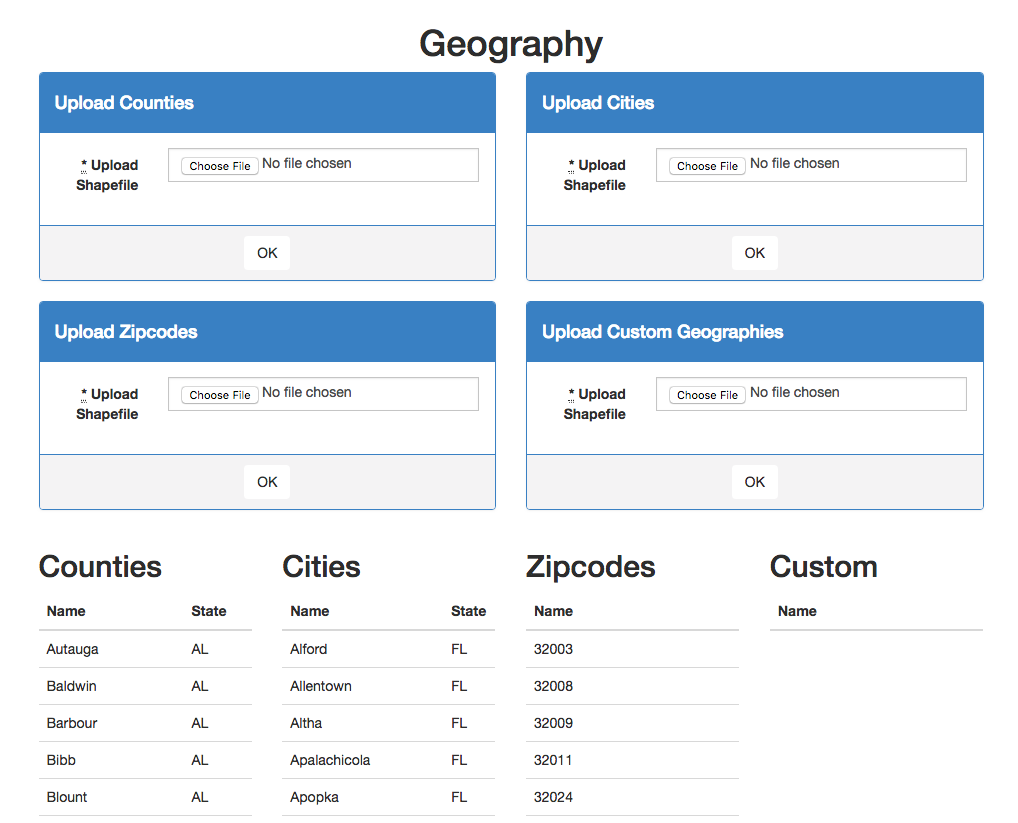 Geography
Upload Counties
* Upload Shapefile
Choose File No file chosen
OK
Upload Cities
* Upload Shapefile
Choose File No file chosen
OK
Upload Zipcodes
* Upload Shapefile
Choose File No file chosen
OK
Upload Custom Geographies
* Upload Shapefile
Choose File No file chosen
OK
Counties
Name State
Autauga AL
Baldwin AL
Barbour AL
Bibb AL
Blount AL
Cities
Name State
Alford FL
Allentown FL
Altha FL
Apalachicola FL
Apopka FL
Zipcodes
Name
32003
32008
32009
32011
32024
Custom
Name